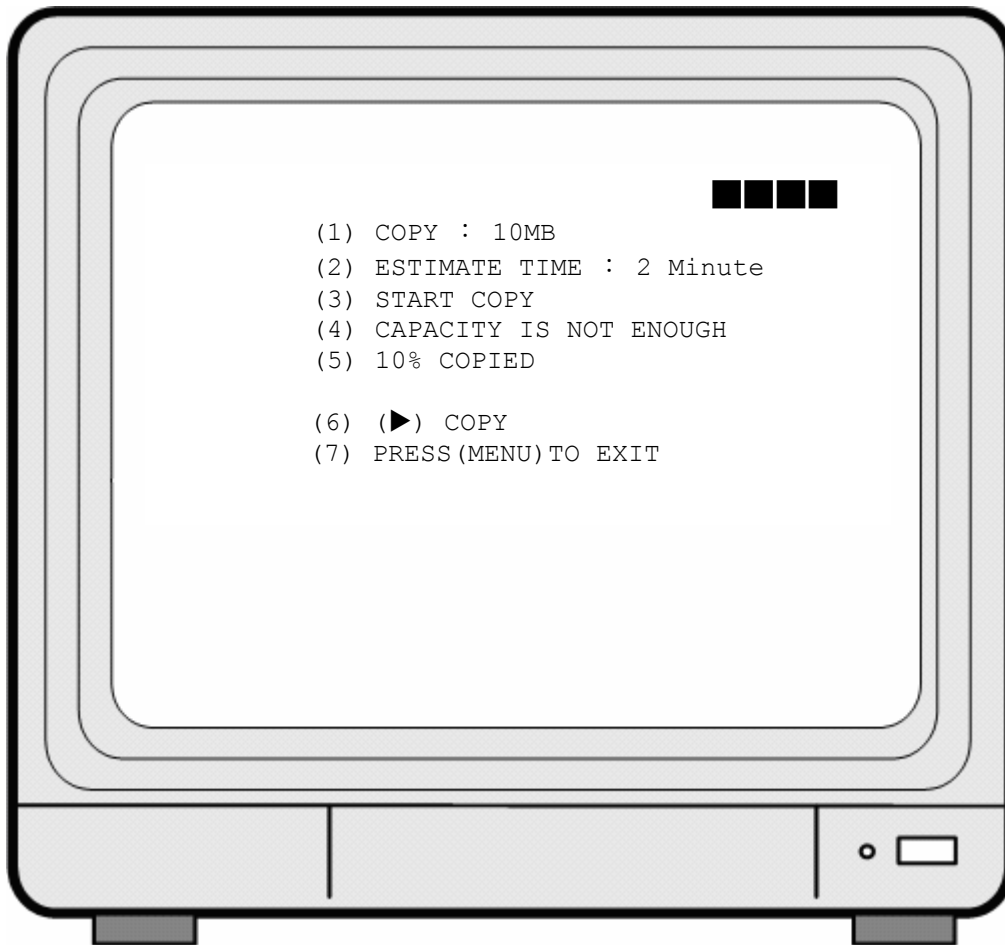 (1) COPY : 10MB
(2) ESTIMATE TIME : 2 Minute
(3) START COPY
(4) CAPACITY IS NOT ENOUGH
(5) 10% COPIED
(6) (▶) COPY
(7) PRESS(MENU)TO EXIT